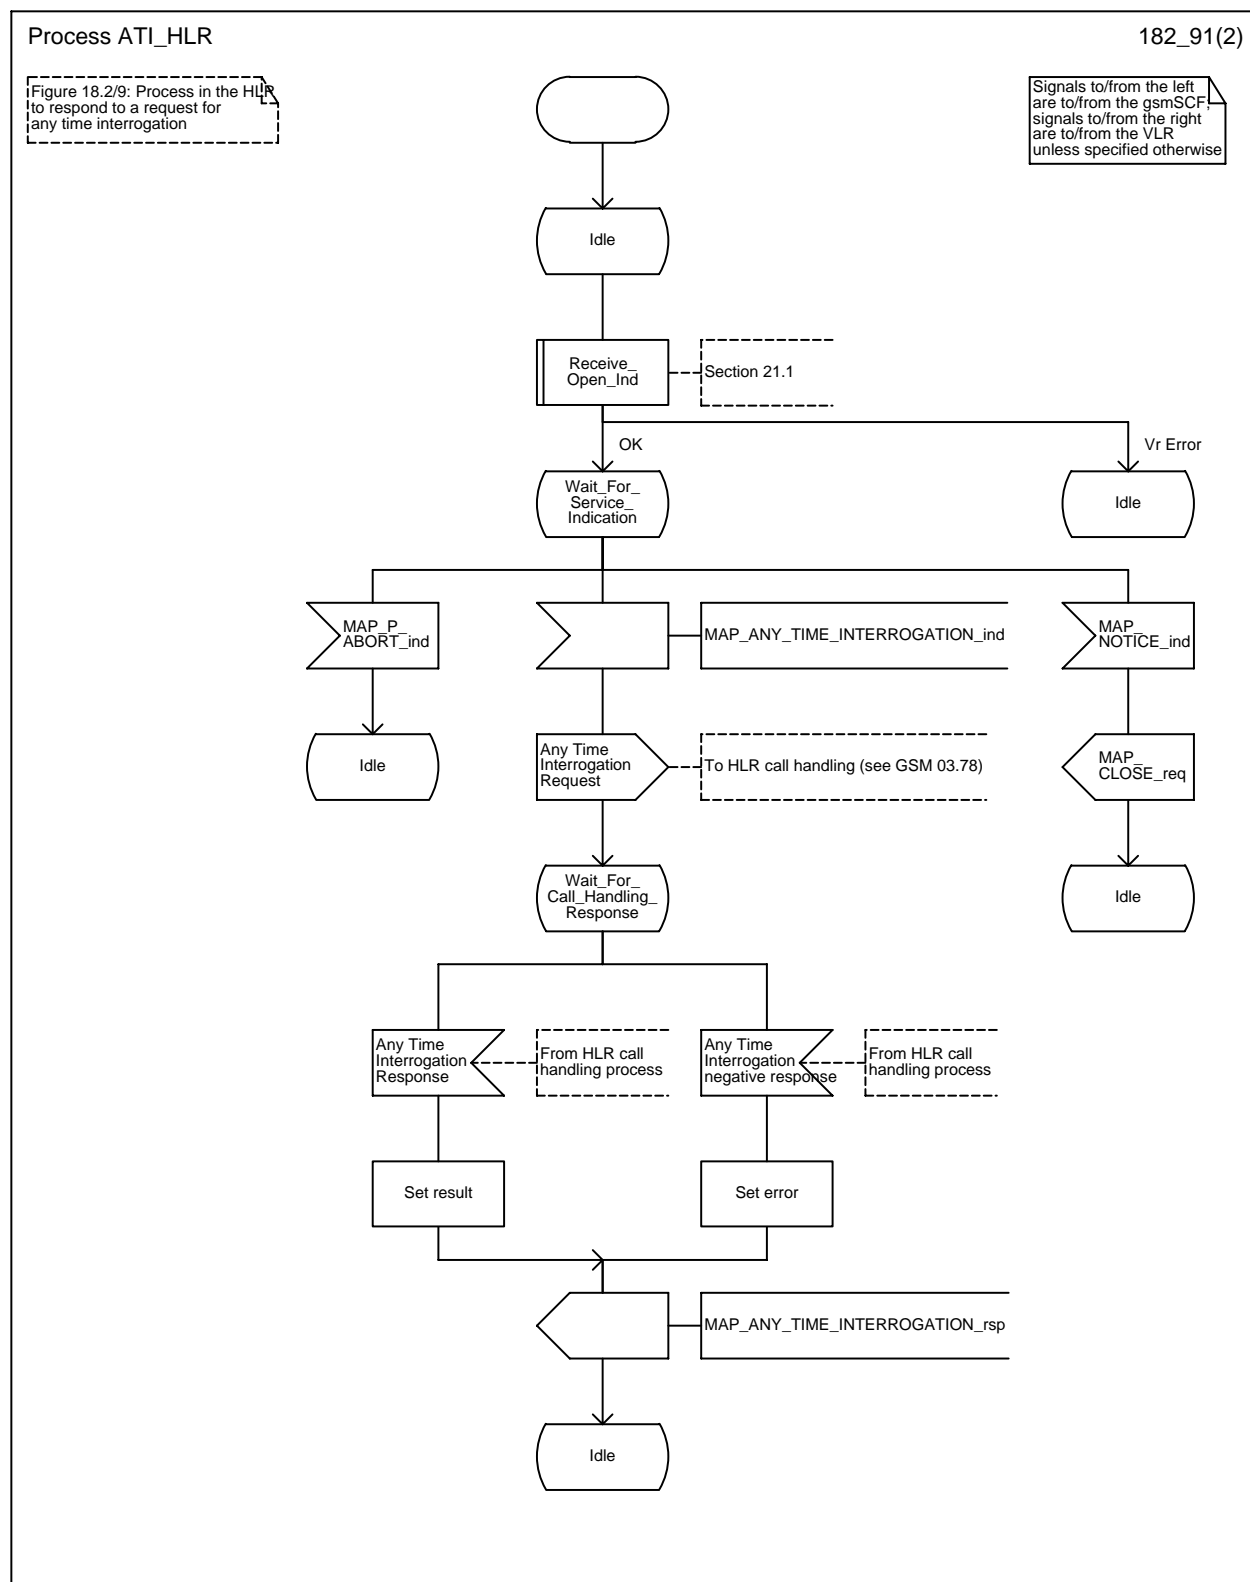 Process ATI_HLR
182_91(2)
Figure 18.2/9: Process in the HLR
to respond to a request for
any time interrogation
Signals to/from the left
are to/from the gsmSCF;
signals to/from the right
are to/from the VLR
unless specified otherwise
Idle
Receive_
Open_Ind
Section 21.1
OK
Vr Error
Wait_For_
Service_
Indication
Idle
MAP_P_
ABORT_ind
MAP_ANY_TIME_INTERROGATION_ind
MAP_
NOTICE_ind
Idle
Any Time
Interrogation
Request
To HLR call handling (see GSM 03.78)
MAP_
CLOSE_req
Wait_For_
Call_Handling_
Response
Idle
Any Time
Interrogation
Response
From HLR call
handling process
Any Time
Interrogation
negative response
From HLR call
handling process
Set result
Set error
MAP_ANY_TIME_INTERROGATION_rsp
Idle